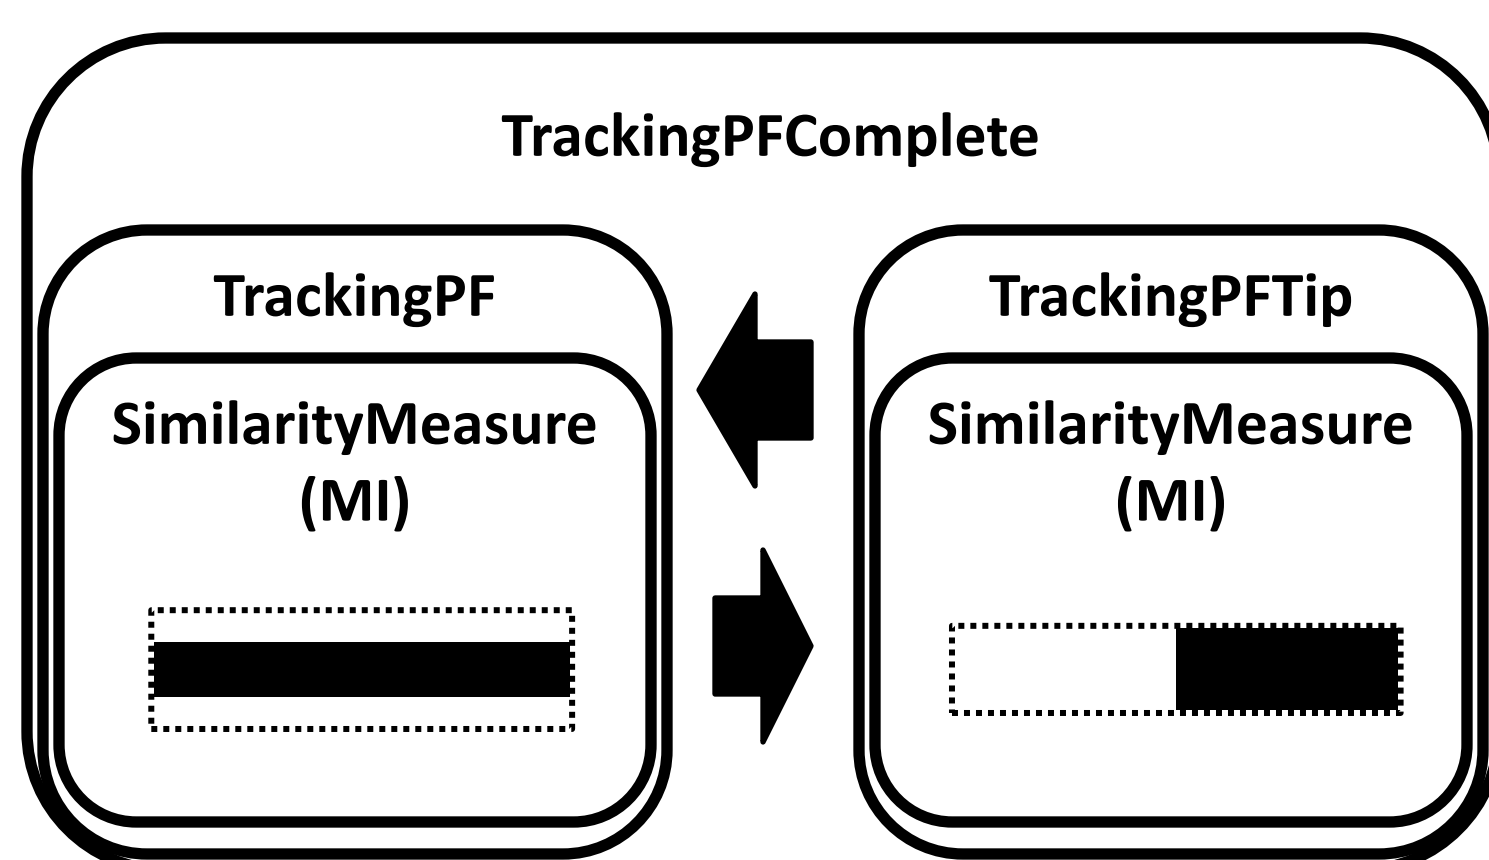 TrackingPFComplete
TrackingPF
SimilarityMeasure
(MI)
TrackingPFTip
SimilarityMeasure
(MI)